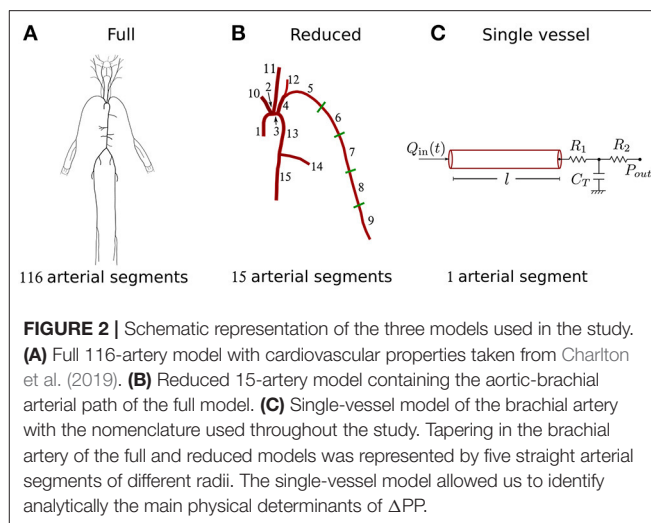 A Full
B Reduced
C Single vessel
11
12
2
10
4
5
1
3
13
6
7
14
15
8
9
Q_in(t)
R_1
R_2
C_T
P_out
l
116 arterial segments
15 arterial segments
1 arterial segment
FIGURE 2 | Schematic representation of the three models used in the study.
(A) Full 116-artery model with cardiovascular properties taken from Charlton
et al. (2019). (B) Reduced 15-artery model containing the aortic-brachial
arterial path of the full model. (C) Single-vessel model of the brachial artery
with the nomenclature used throughout the study. Tapering in the brachial
artery of the full and reduced models was represented by five straight arterial
segments of different radii. The single-vessel model allowed us to identify
analytically the main physical determinants of ΔPP.